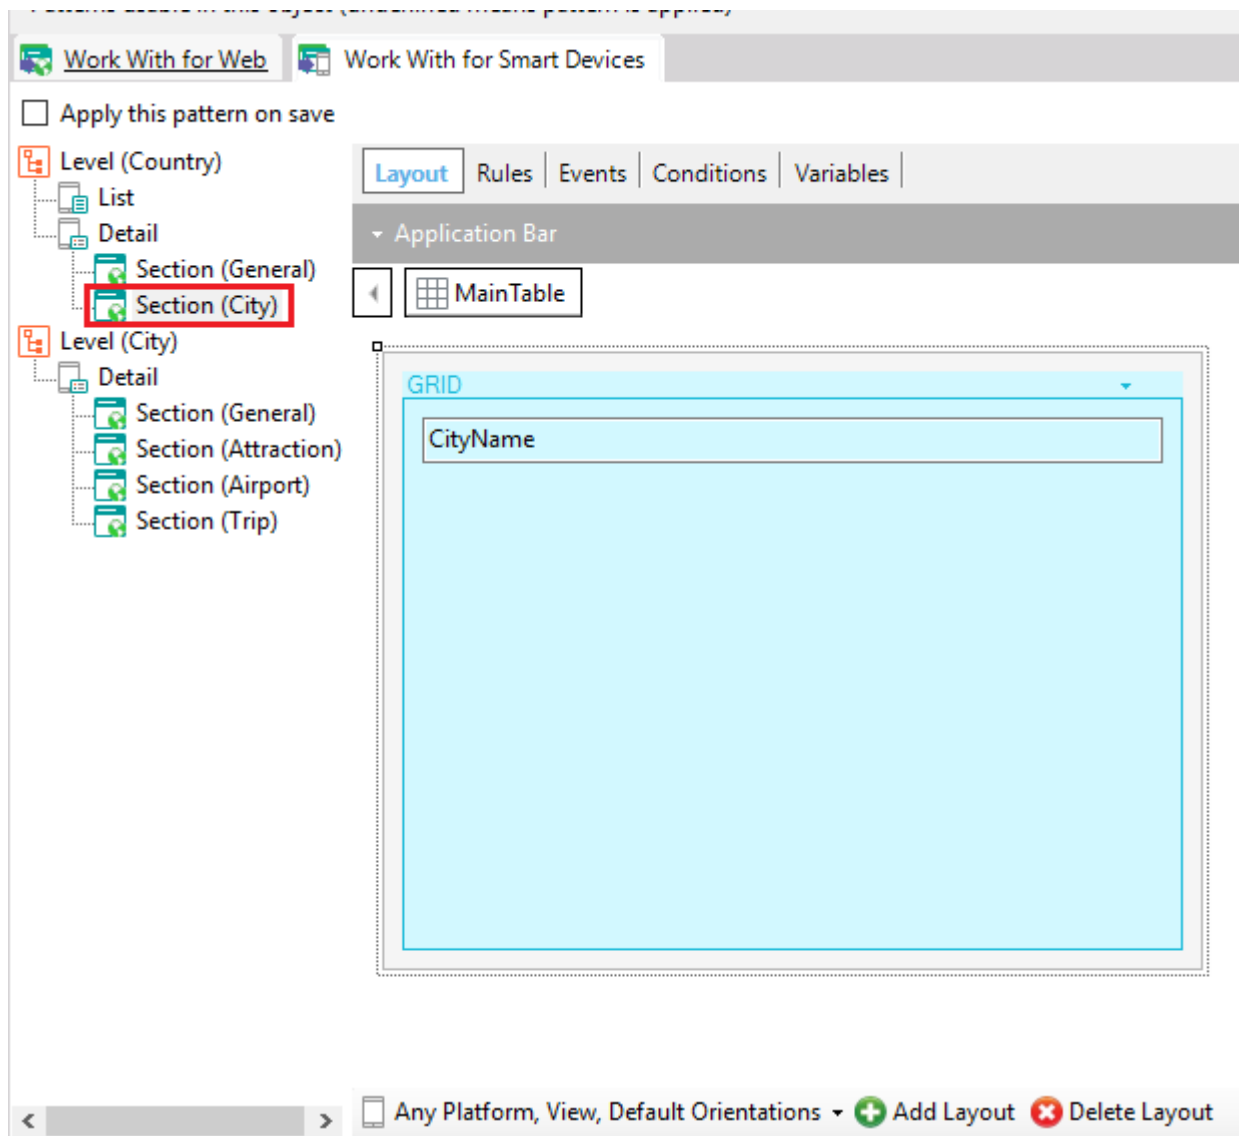 Work With for Web
Work With for Smart Devices
Apply this pattern on save
Level (Country)
List
Detail
Section (General)
Section (City)
Level (City)
Detail
Section (General)
Section (Attraction)
Section (Airport)
Section (Trip)
Layout Rules Events Conditions Variables
Application Bar
MainTable
GRID
CityName
Any Platform, View, Default Orientations Add Layout Delete Layout